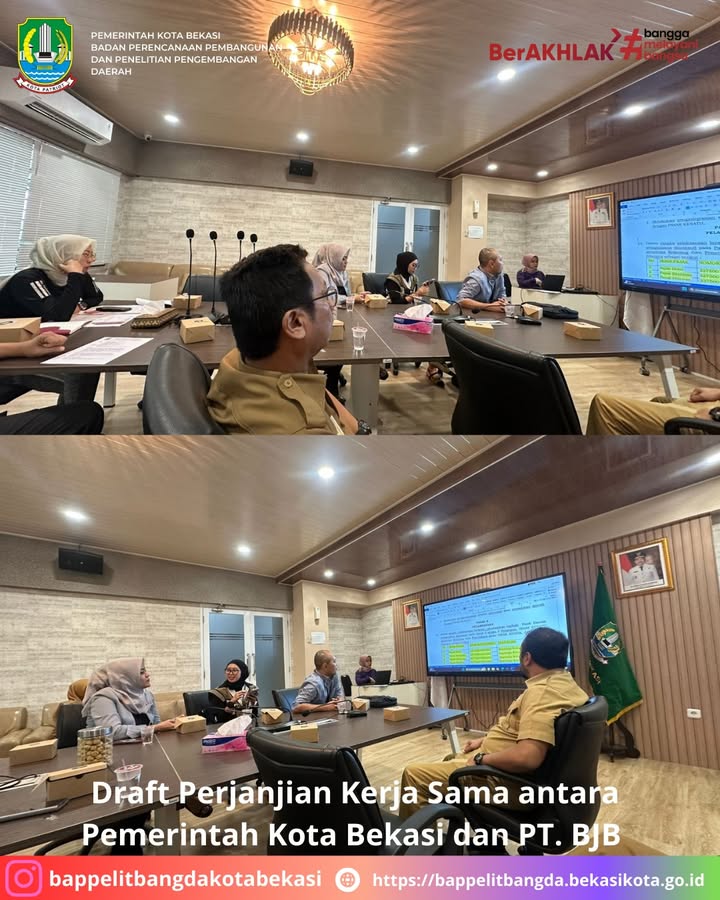 PEMERINTAH KOTA BEKASI
BADAN PERENCANAAN PEMBANGUNAN
DAN PENELITIAN PENGEMBANGAN
DAERAH
KOTA PATRIOT
BerAKHLAK
#
bangga
melayani
bangsa
Draft Perjanjian Kerja Sama antara
Pemerintah Kota Bekasi dan PT. BJB
bappelitbangdakotabekasi
https://bappelitbangda.bekasikota.go.id